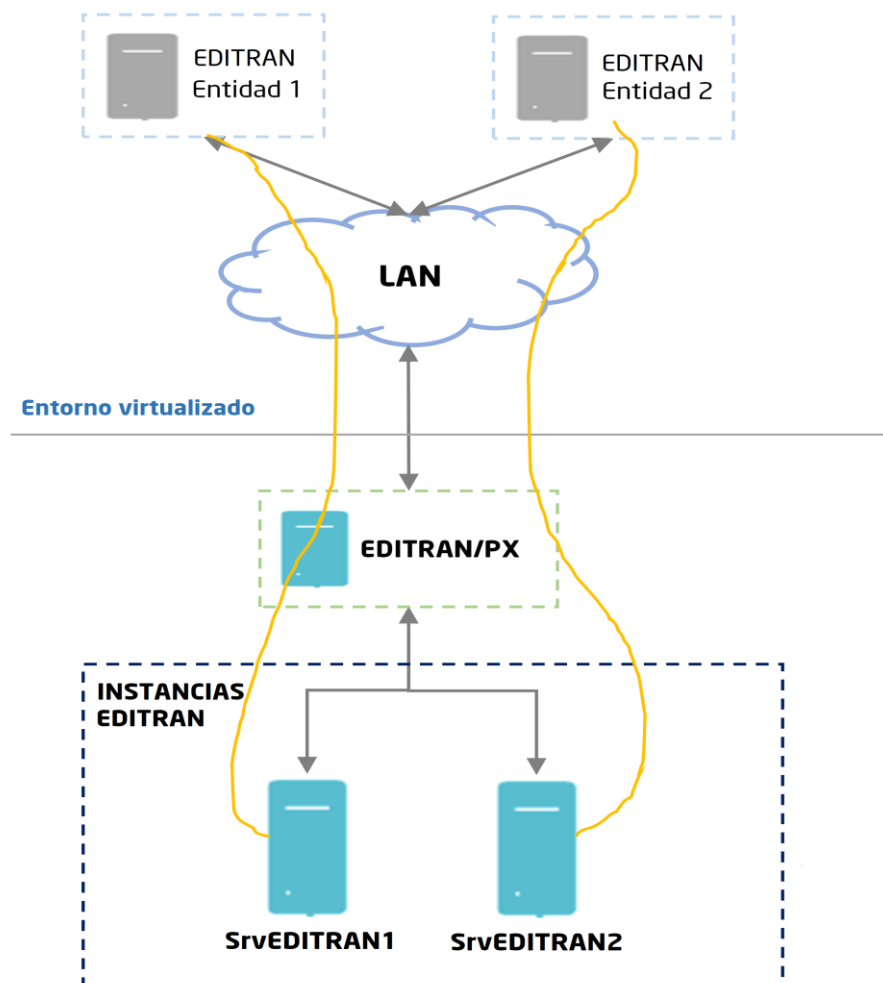 EDITRAN
Entidad 1
EDITRAN
Entidad 2
LAN
Entorno virtualizado
EDITRAN/PX
INSTANCIAS
EDITRAN
SrvEDITRAN1
SrvEDITRAN2